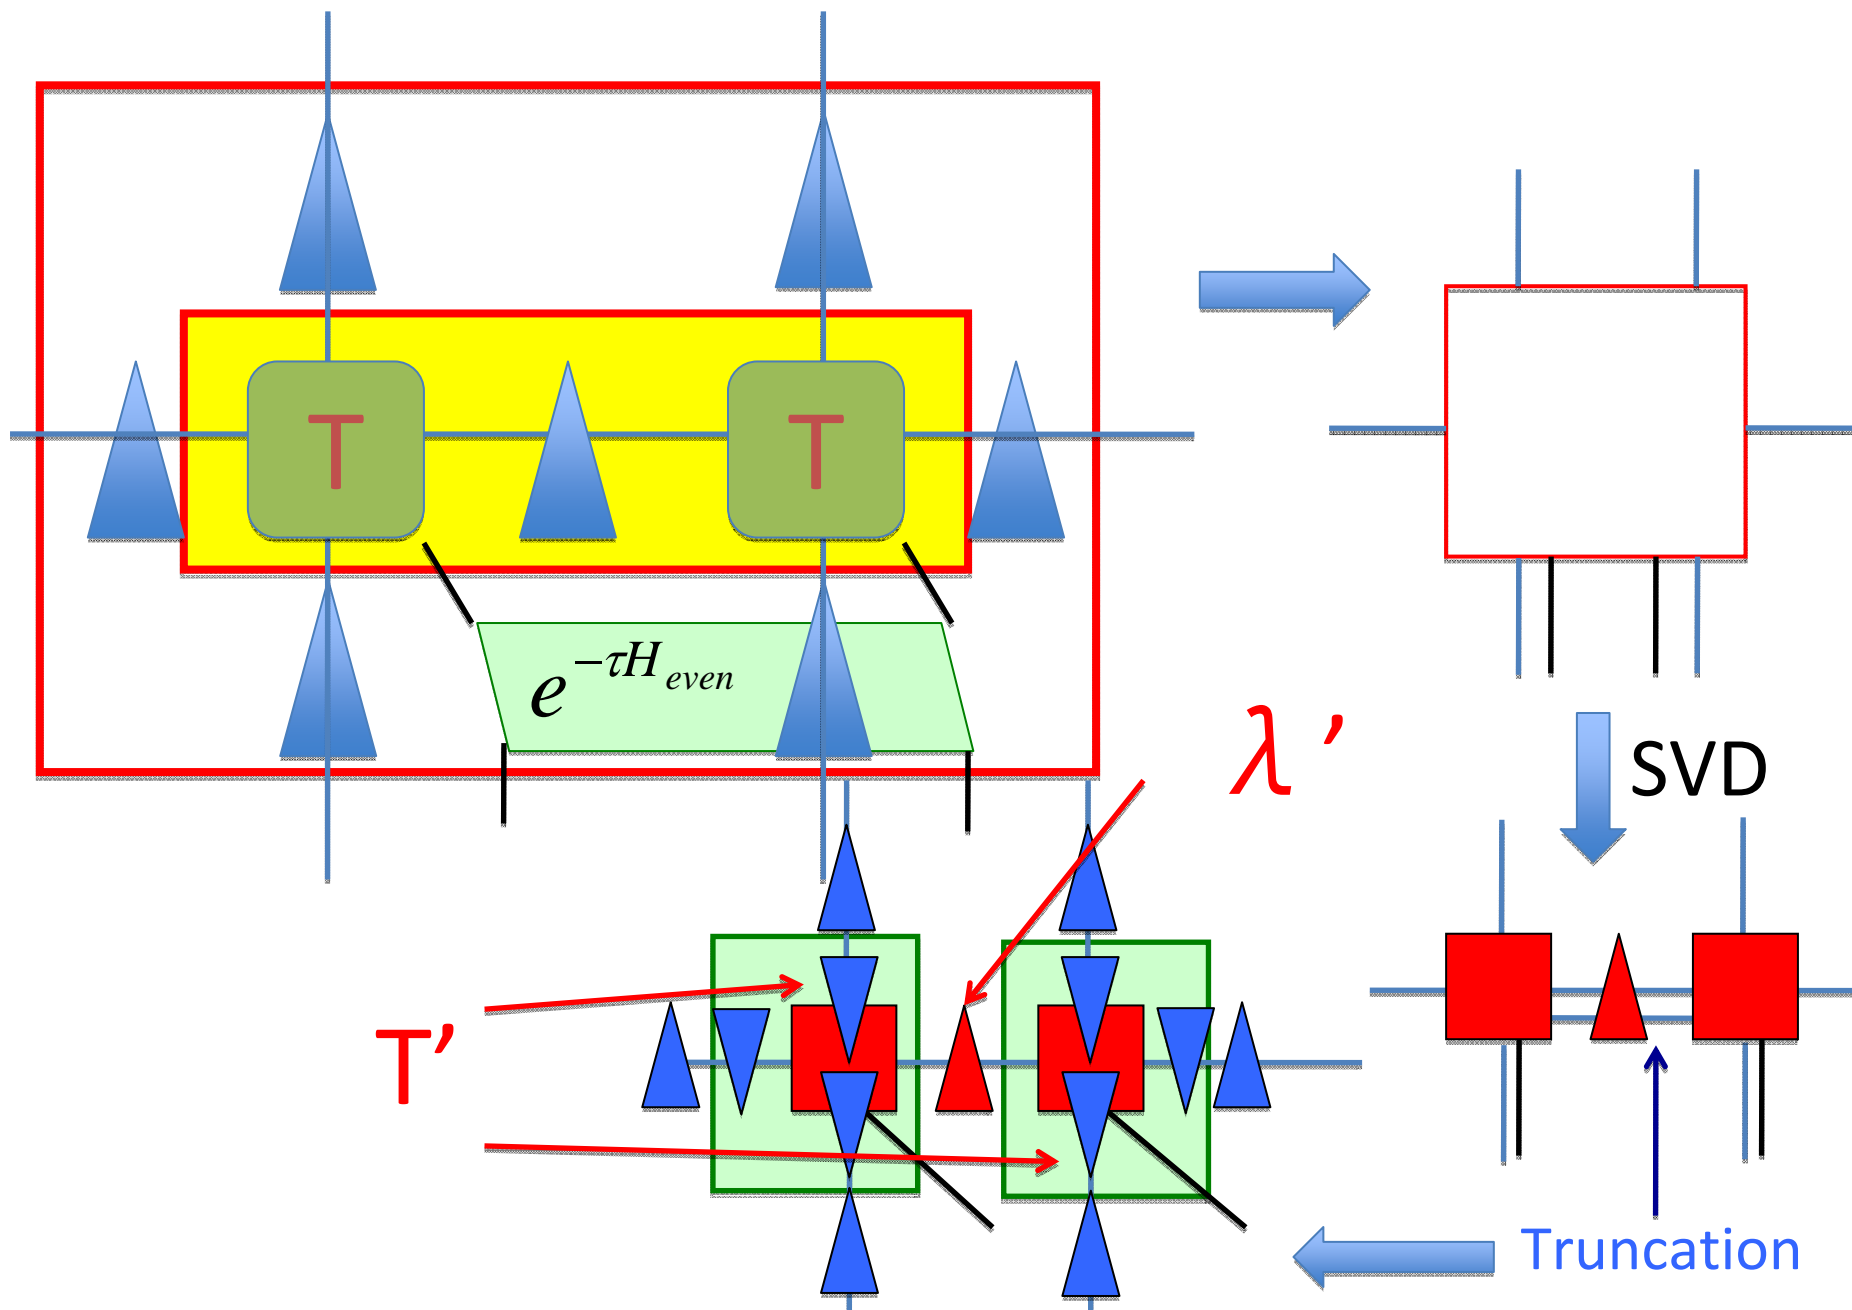 T T
e^{-τH_{even}}
λ'
SVD
T'
Truncation